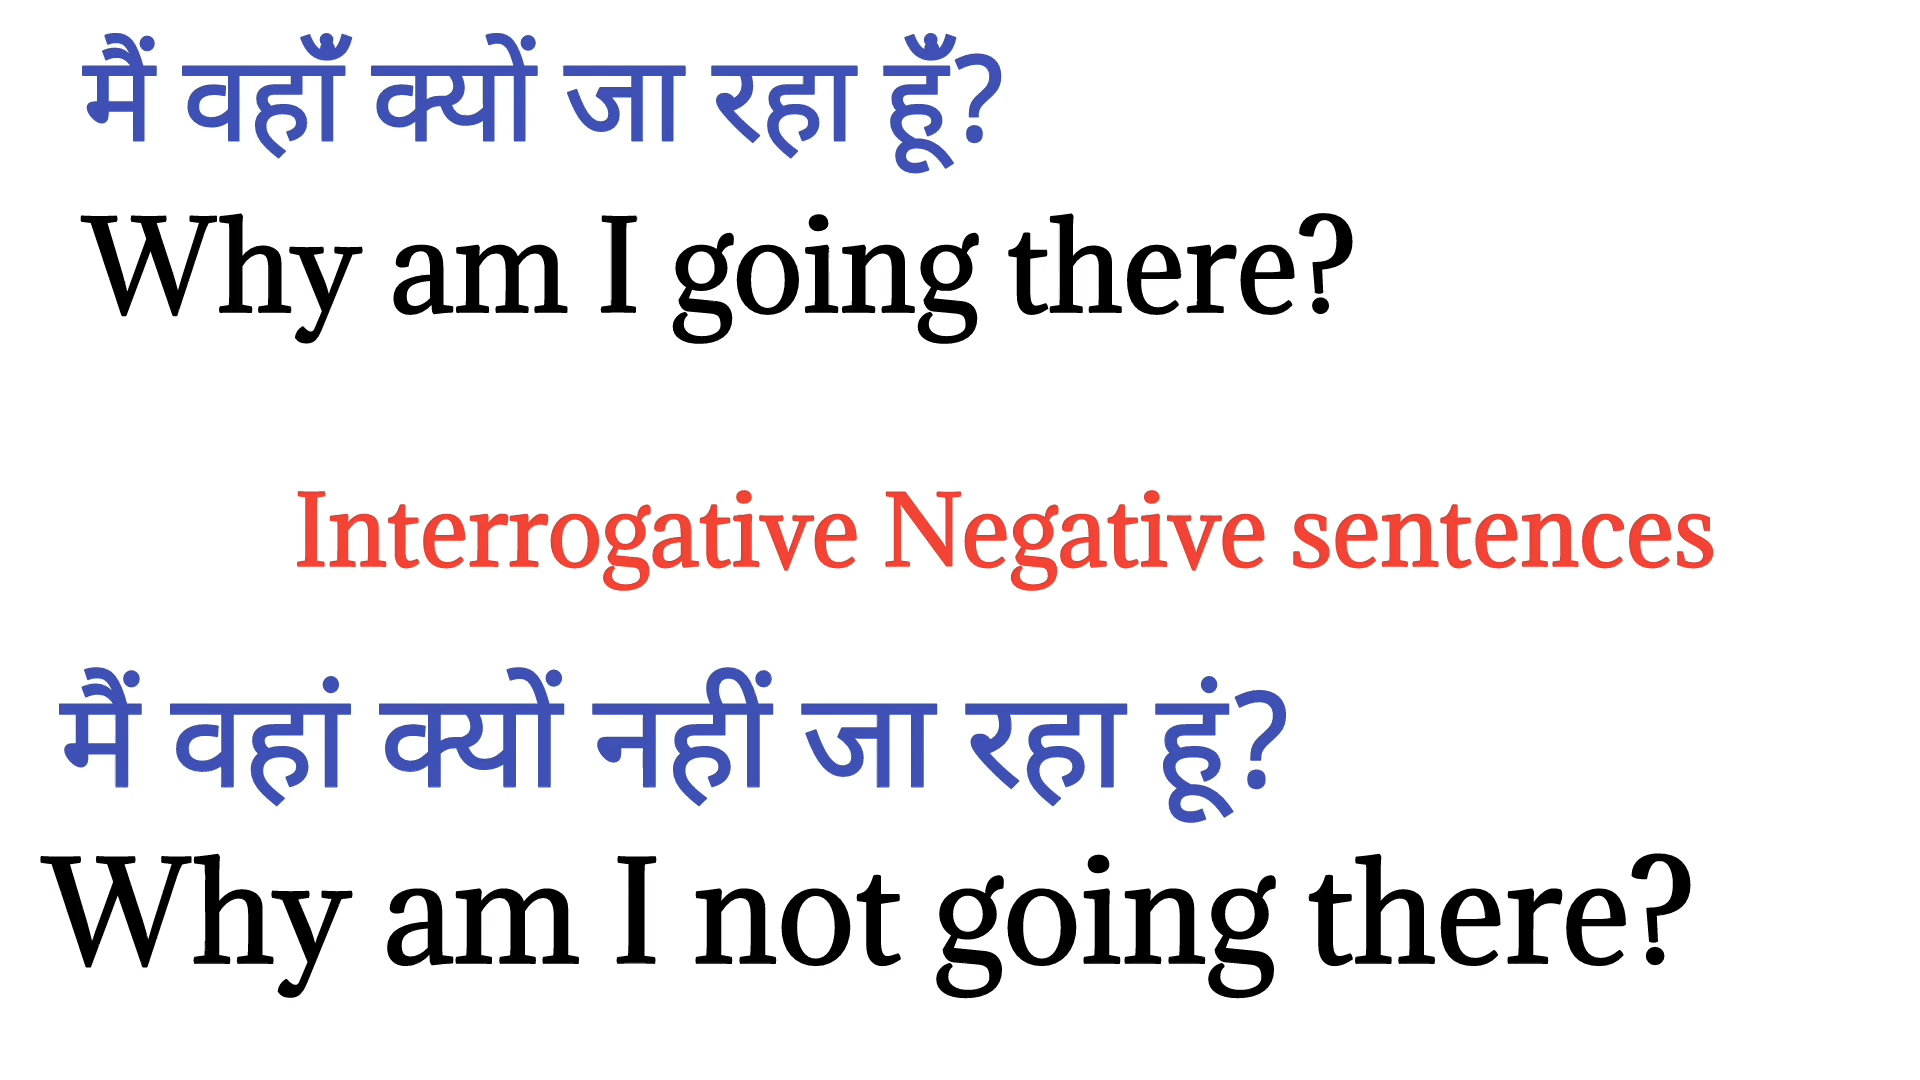 मैं वहाँ क्यों जा रहा हूँ?
Why am I going there?
Interrogative Negative sentences
मैं वहां क्यों नहीं जा रहा हूं?
Why am I not going there?